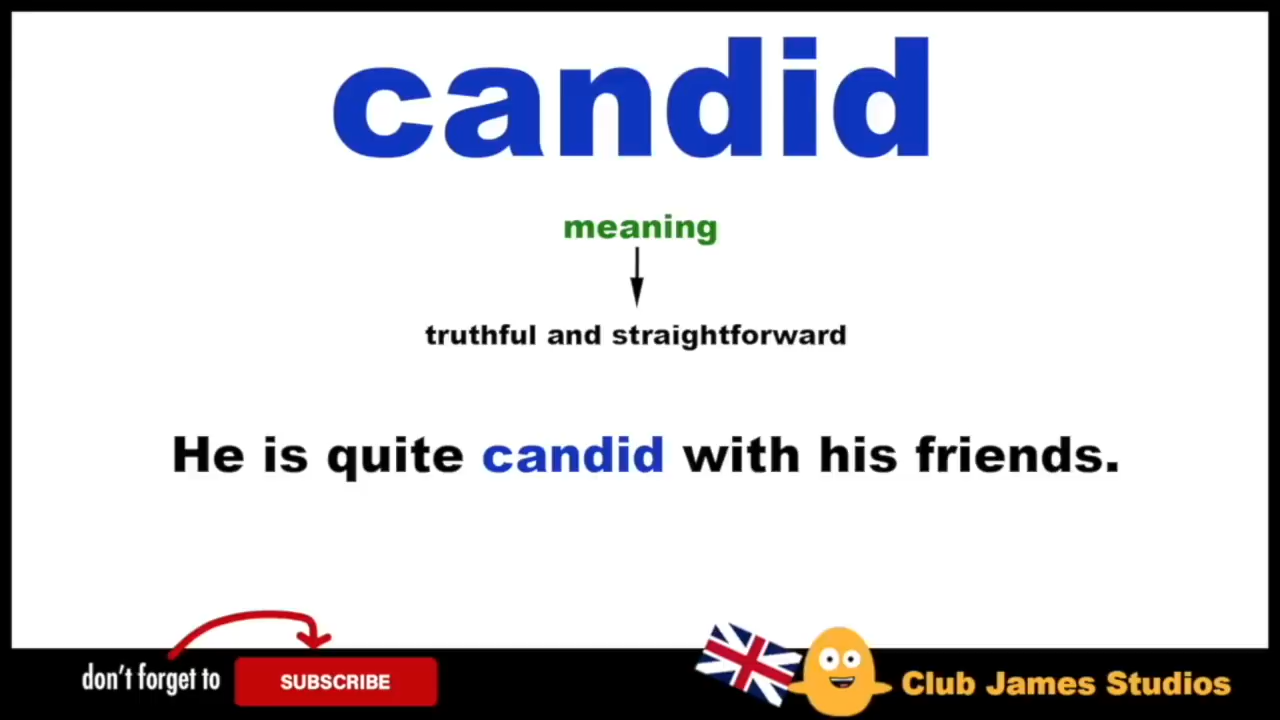 candid
meaning
truthful and straightforward
He is quite candid with his friends.
don't forget to
SUBSCRIBE
Club James Studios